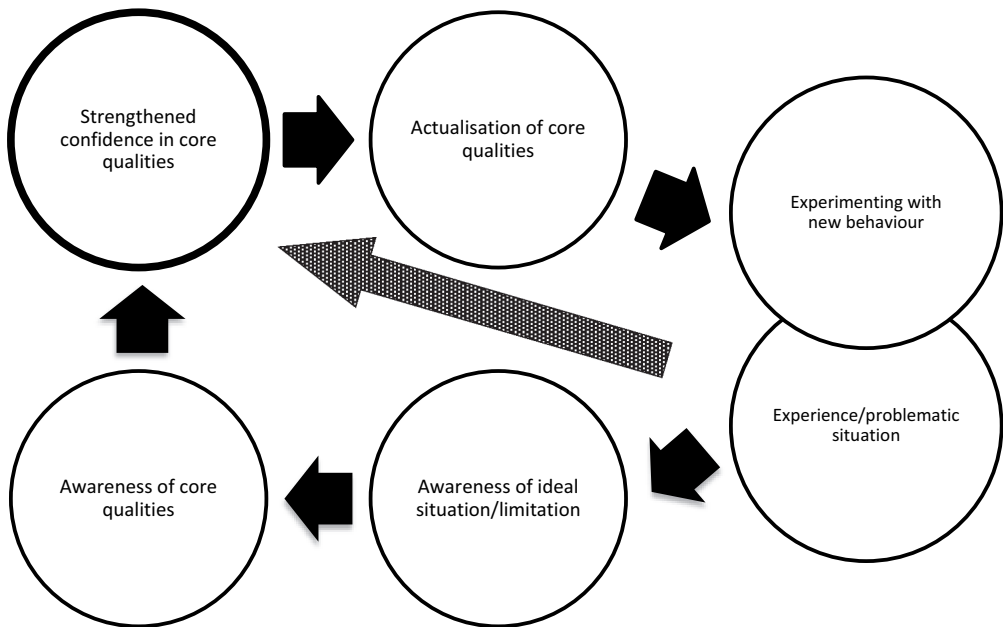 Strengthened
confidence in core
qualities
Actualisation of core
qualities
Experimenting with
new behaviour
Experience/problematic
situation
Awareness of ideal
situation/limitation
Awareness of core
qualities